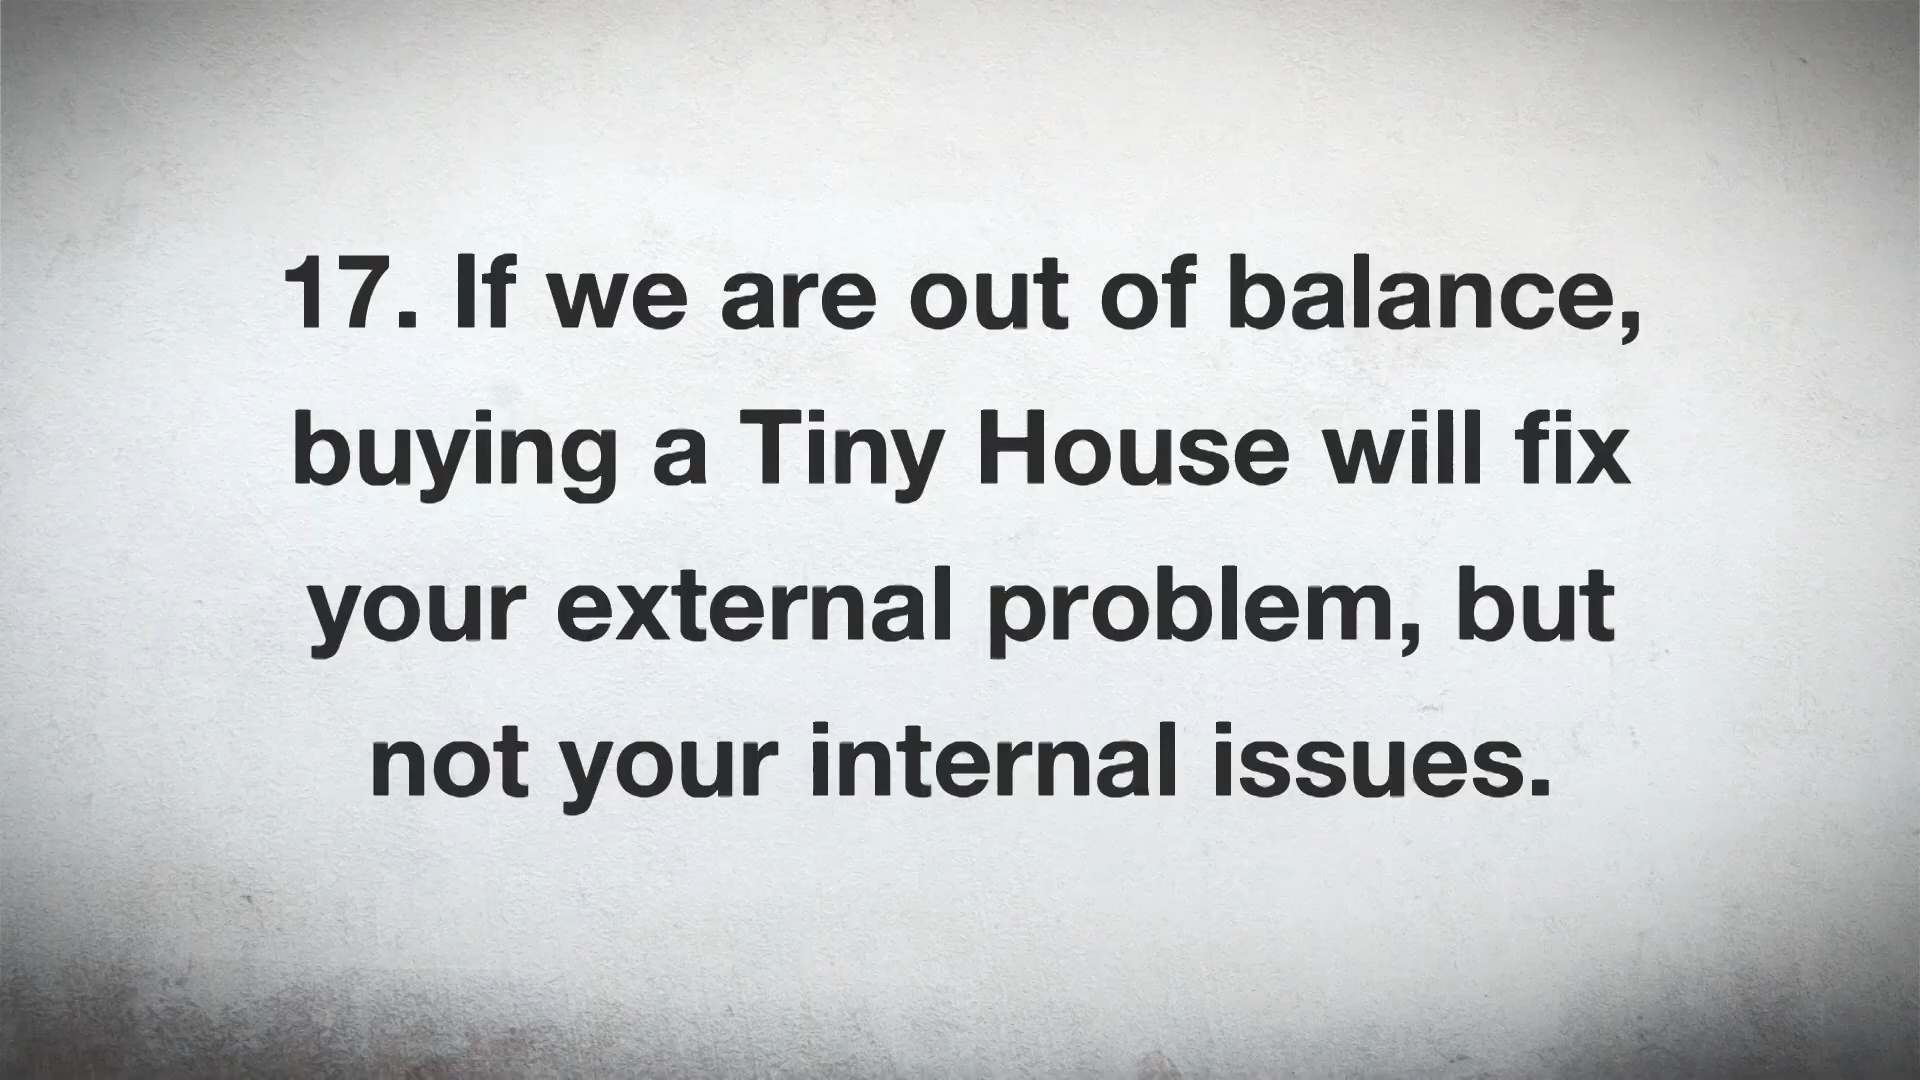 17. If we are out of balance,
buying a Tiny House will fix
your external problem, but
not your internal issues.